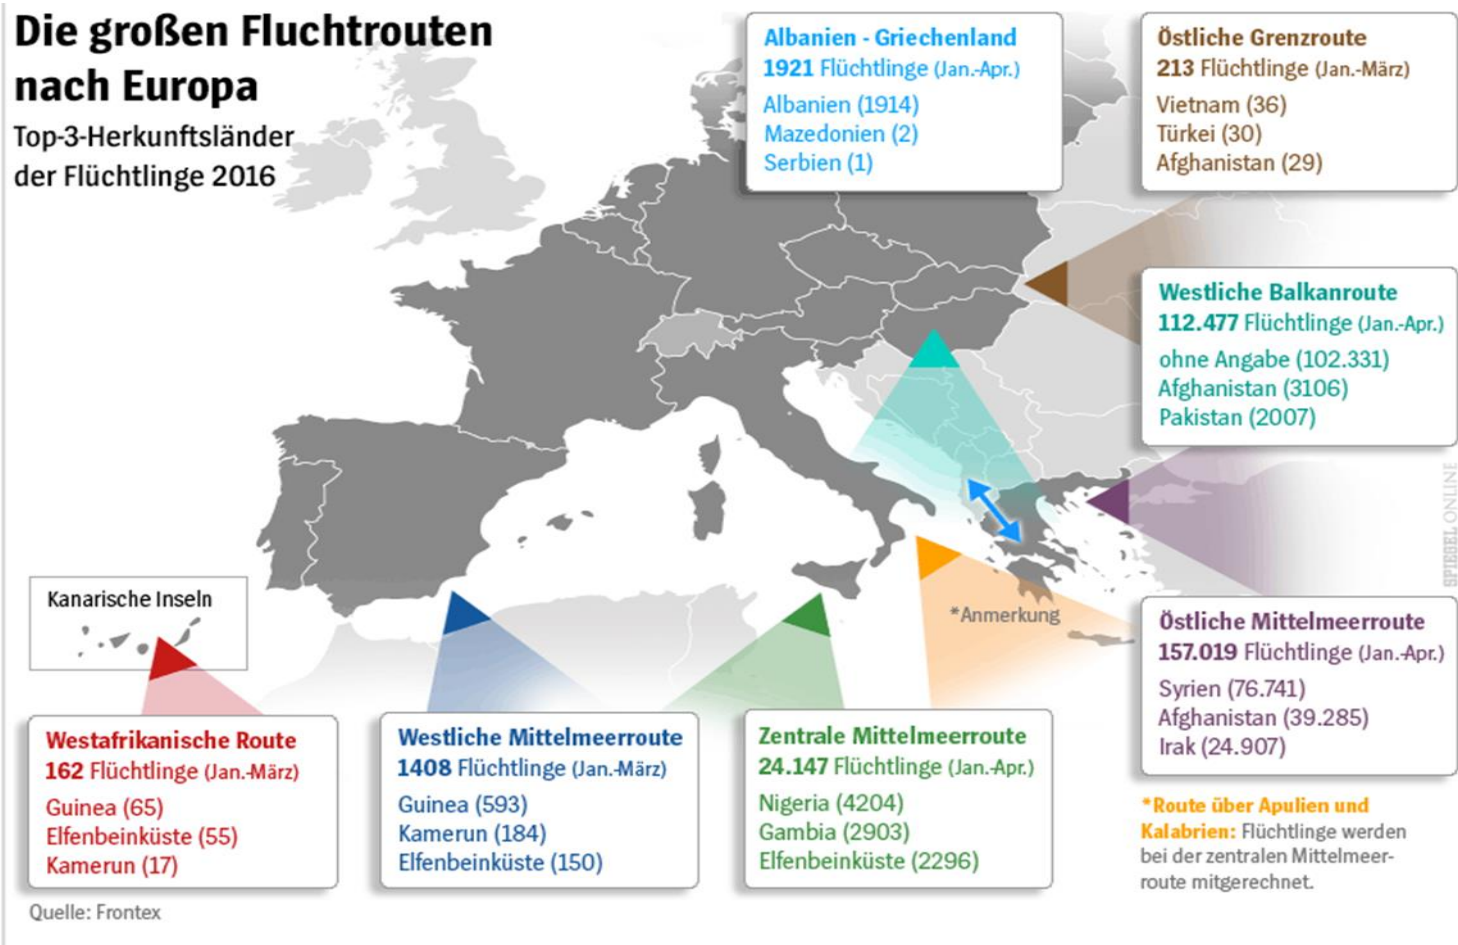 Die großen Fluchtrouten
nach Europa
Top-3-Herkunftsländer
der Flüchtlinge 2016
Albanien - Griechenland
1921 Flüchtlinge (Jan.-Apr.)
Albanien (1914)
Mazedonien (2)
Serbien (1)
Östliche Grenzroute
213 Flüchtlinge (Jan.-März)
Vietnam (36)
Türkei (30)
Afghanistan (29)
Westliche Balkanroute
112.477 Flüchtlinge (Jan.-Apr.)
ohne Angabe (102.331)
Afghanistan (3106)
Pakistan (2007)
SPIEGEL ONLINE
Kanarische Inseln
*Anmerkung
Östliche Mittelmeerroute
157.019 Flüchtlinge (Jan.-Apr.)
Syrien (76.741)
Afghanistan (39.285)
Irak (24.907)
Westafrikanische Route
162 Flüchtlinge (Jan.-März)
Guinea (65)
Elfenbeinküste (55)
Kamerun (17)
Westliche Mittelmeerroute
1408 Flüchtlinge (Jan.-März)
Guinea (593)
Kamerun (184)
Elfenbeinküste (150)
Zentrale Mittelmeerroute
24.147 Flüchtlinge (Jan.-Apr.)
Nigeria (4204)
Gambia (2903)
Elfenbeinküste (2296)
*Route über Apulien und
Kalabrien: Flüchtlinge werden
bei der zentralen Mittelmeer-
route mitgerechnet.
Quelle: Frontex